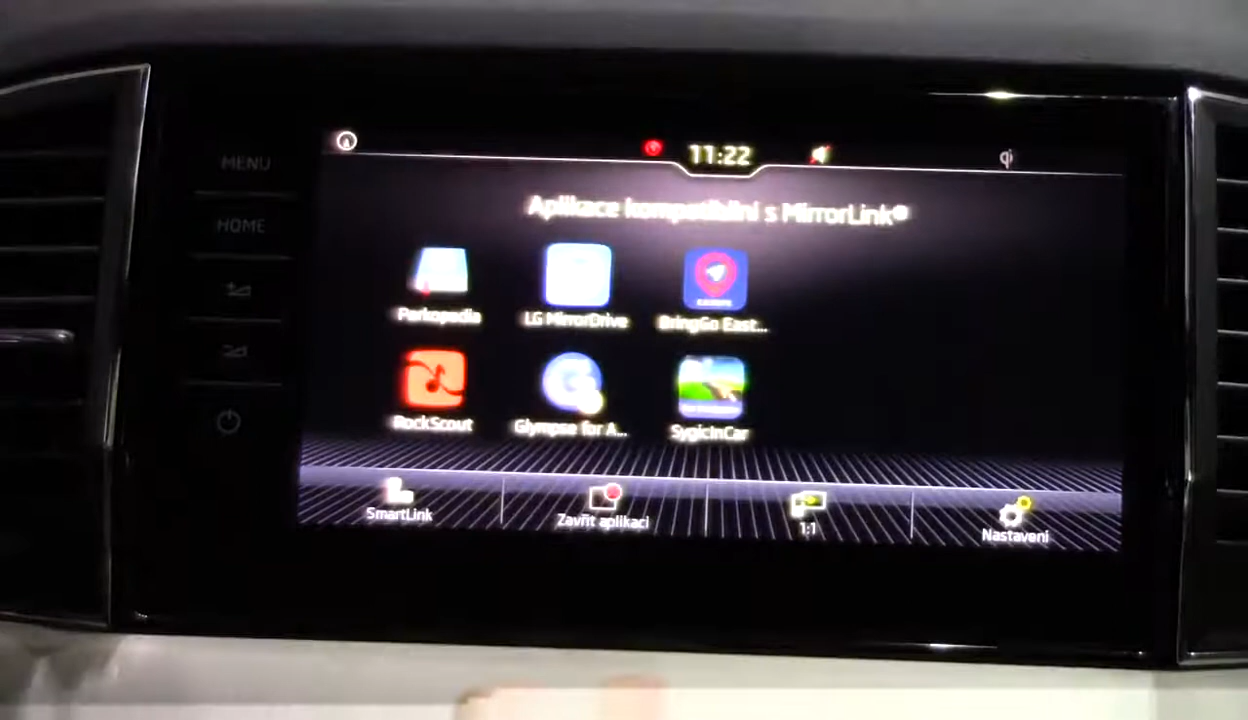 MENU
HOME
11:22
Aplikace kompatibilní s MirrorLink®
Parkopedia
LG MirrorDrive
BringGo East...
RockScout
Glympse for A...
SygicInCar
SmartLink
Zavřít aplikaci
1:1
Nastavení